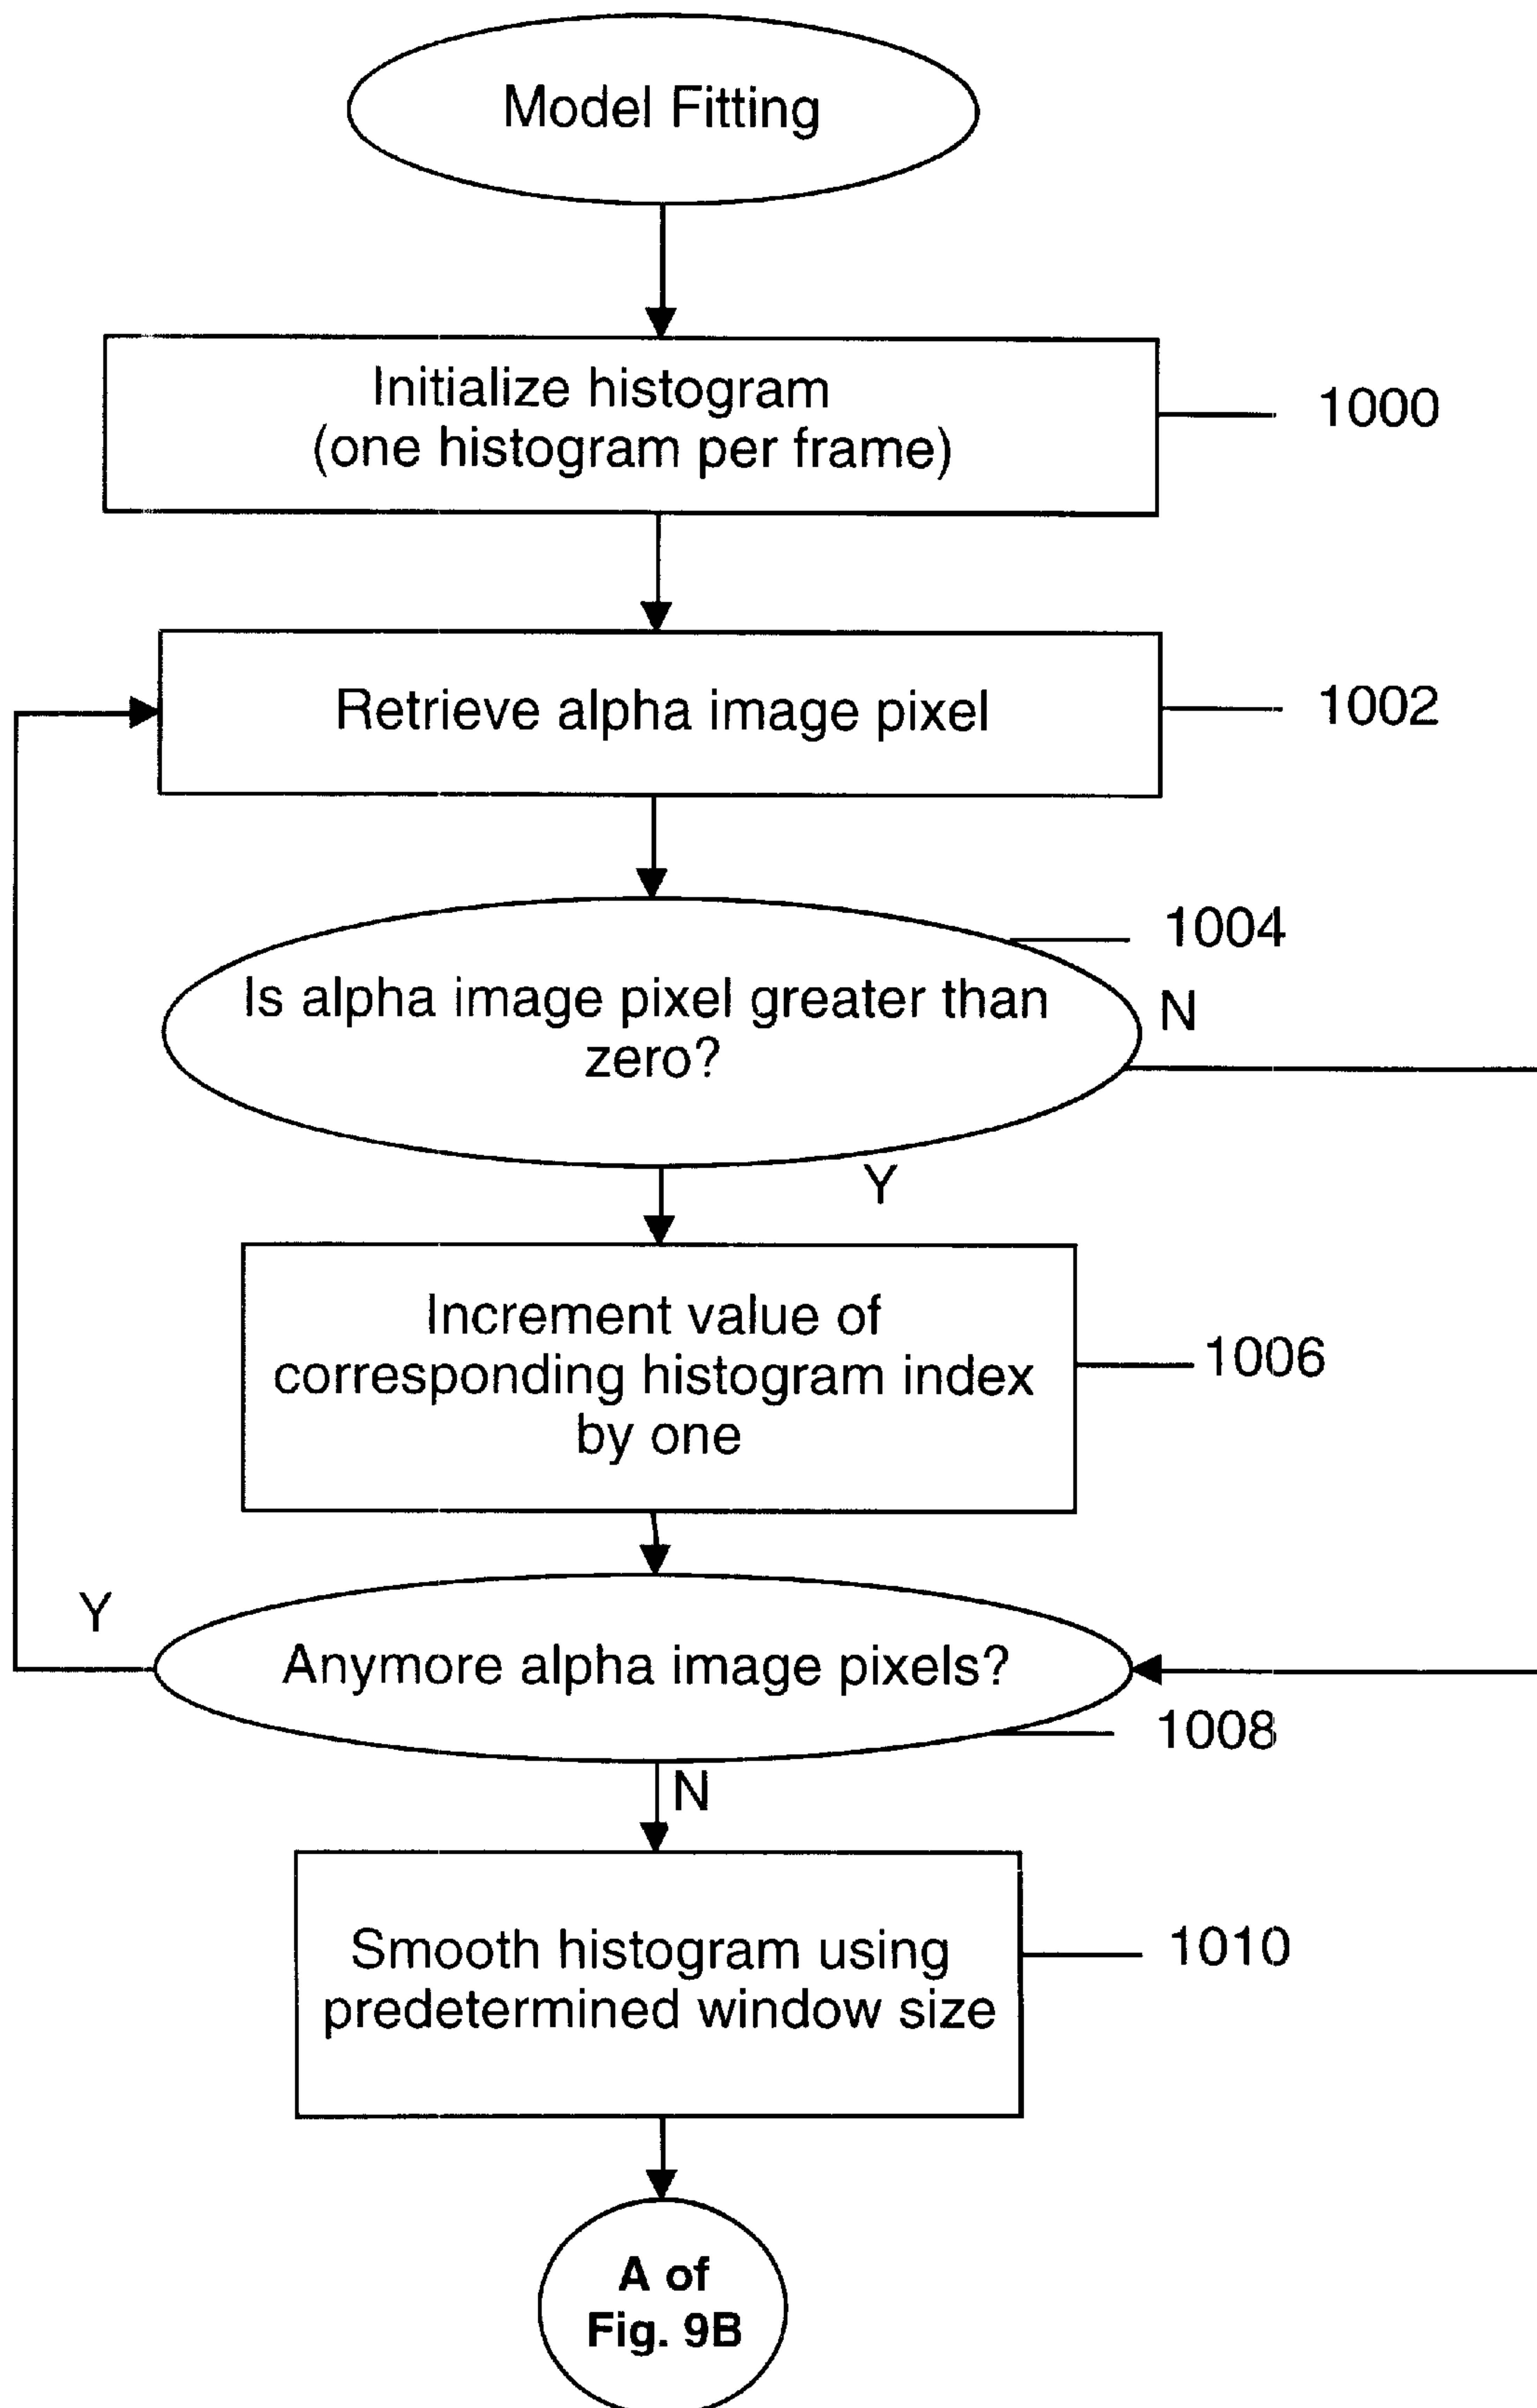 Model Fitting
Initialize histogram
(one histogram per frame)
1000
Retrieve alpha image pixel
1002
1004
Is alpha image pixel greater than
zero?
N
Y
Increment value of
corresponding histogram index
by one
1006
Y
Anymore alpha image pixels?
1008
N
Smooth histogram using
predetermined window size
1010
A of
Fig. 9B